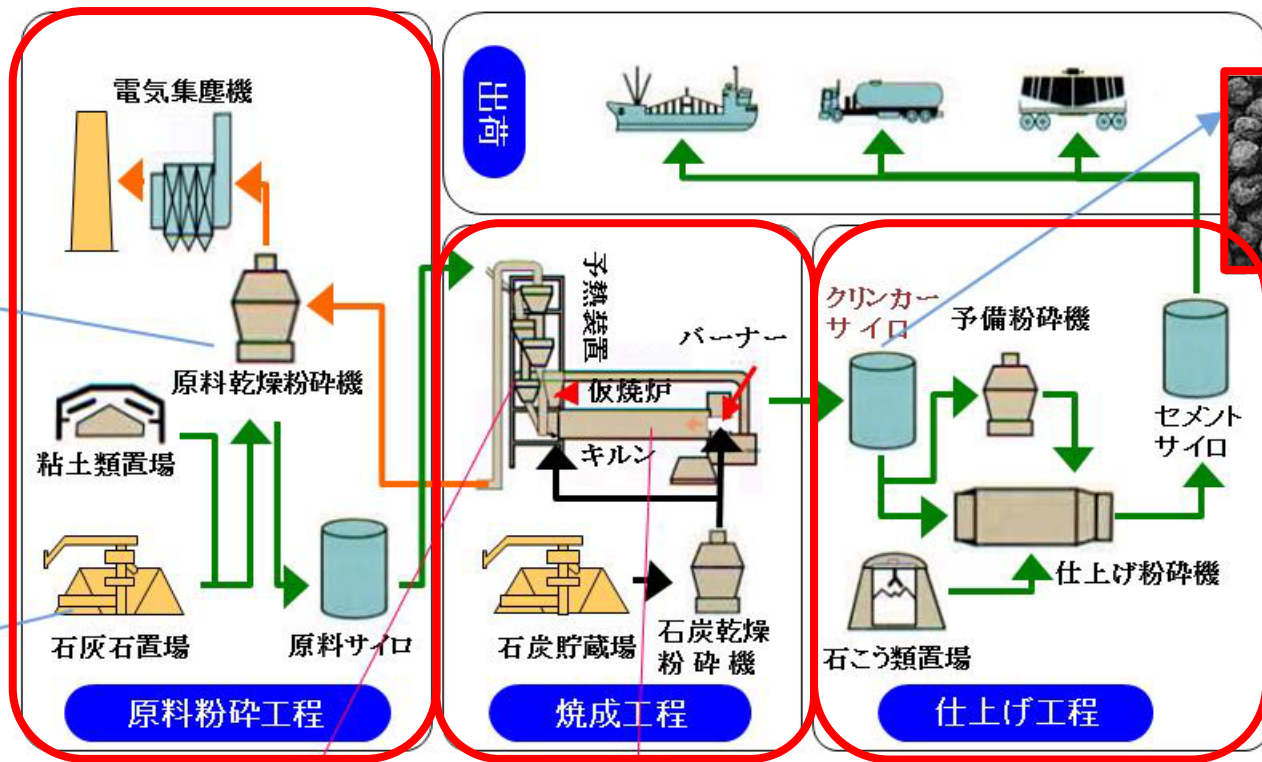 電気集塵機
原料乾燥粉砕機
粘土類置場
石灰石置場
原料サイロ
原料粉砕工程
出荷
予熱装置
バーナー
仮焼炉
キルン
石炭貯蔵場
石炭乾燥
粉砕機
焼成工程
クリンカー
サイロ
予備粉砕機
セメント
サイロ
仕上げ粉砕機
石こう類置場
仕上げ工程